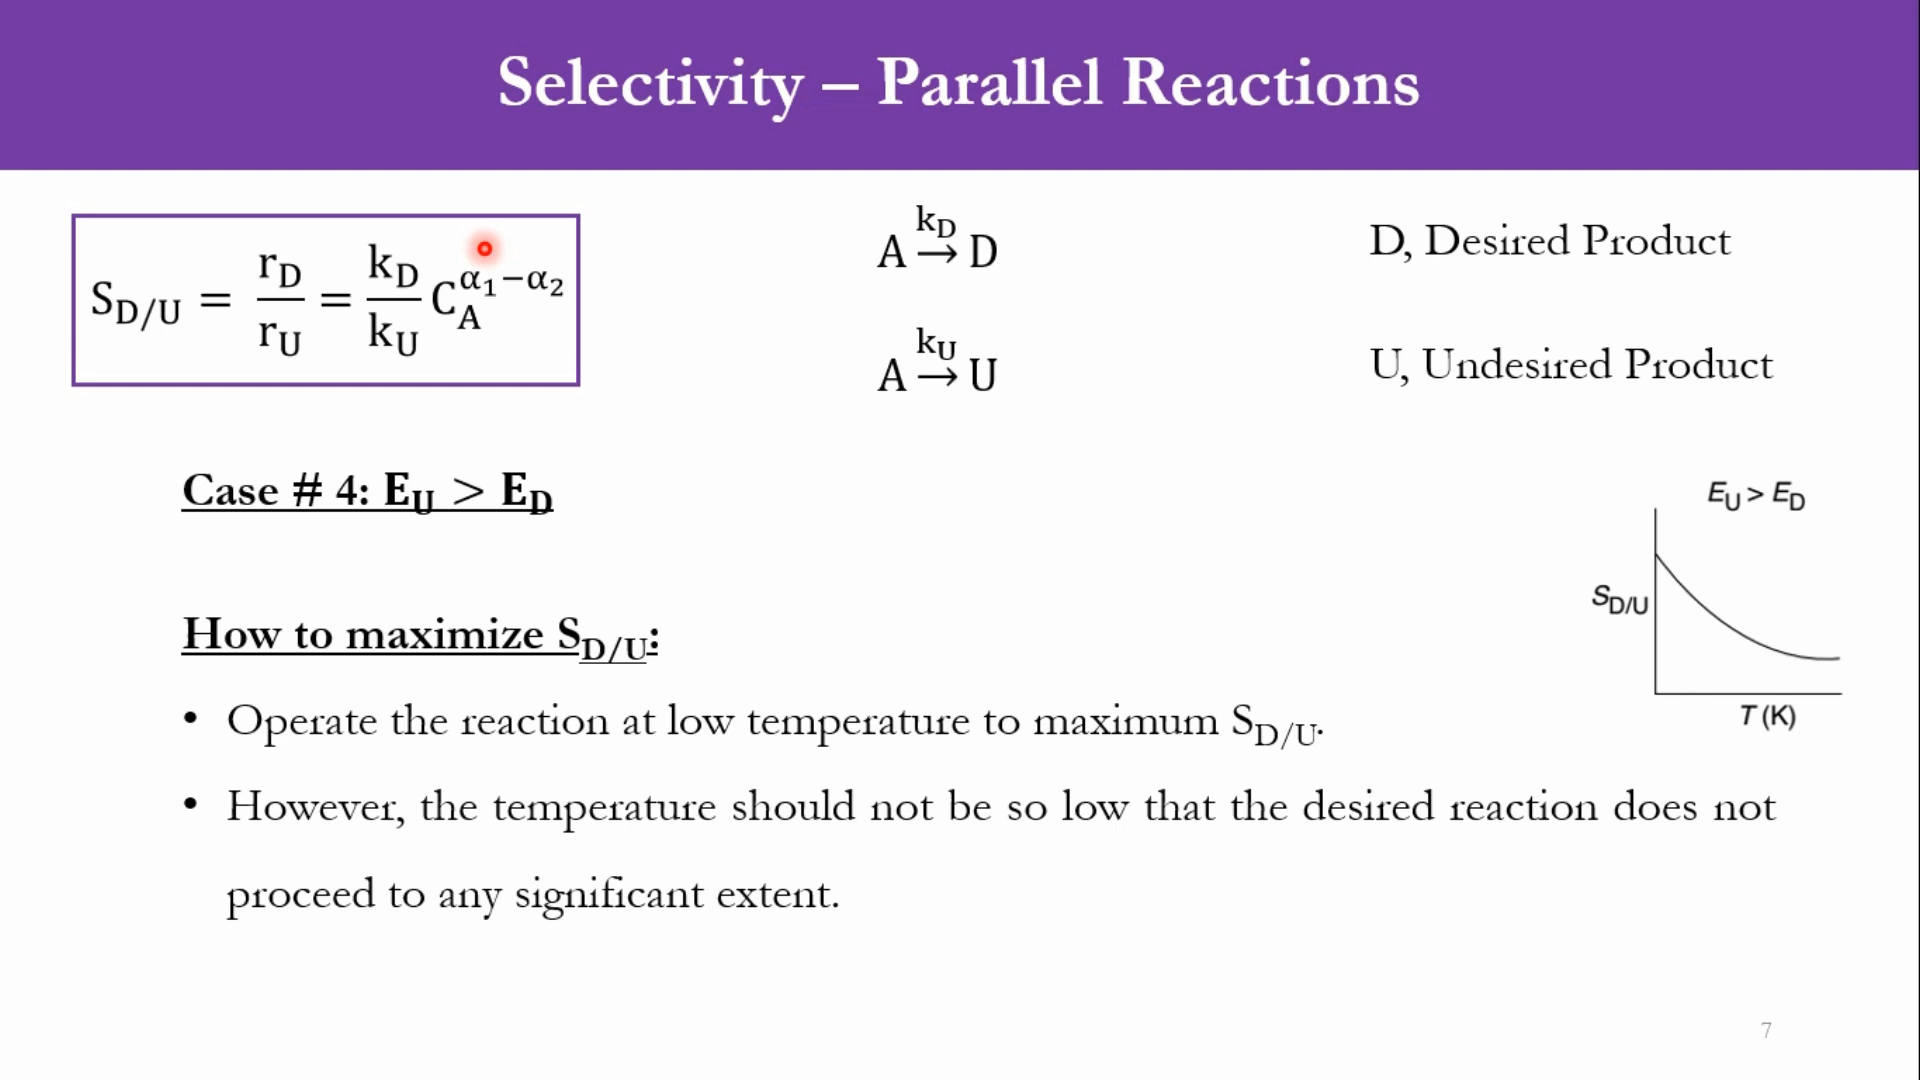 Selectivity – Parallel Reactions
S_D/U = r_D/r_U = k_D/k_U C_A^(α₁−α₂)
A →^(k_D) D
D, Desired Product
A →^(k_U) U
U, Undesired Product
Case # 4: E_U > E_D
E_U > E_D
S_D/U
T (K)
How to maximize S_D/U:
• Operate the reaction at low temperature to maximum S_D/U.
• However, the temperature should not be so low that the desired reaction does not
proceed to any significant extent.
7